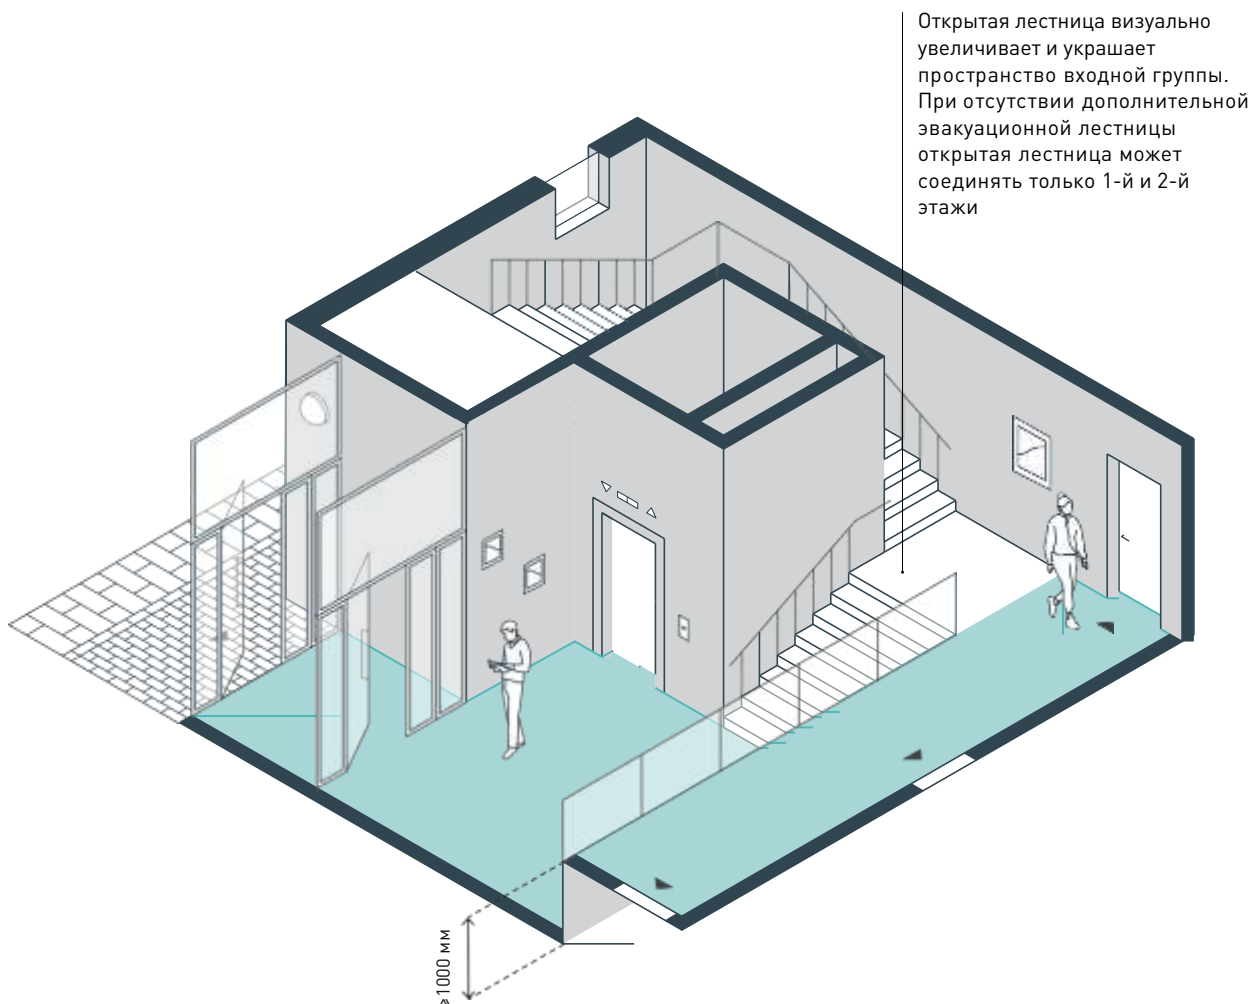 Открытая лестница визуально
увеличивает и украшает
пространство входной группы.
При отсутствии дополнительной
эвакуационной лестницы
открытая лестница может
соединять только 1-й и 2-й
этажи
≥1000 мм